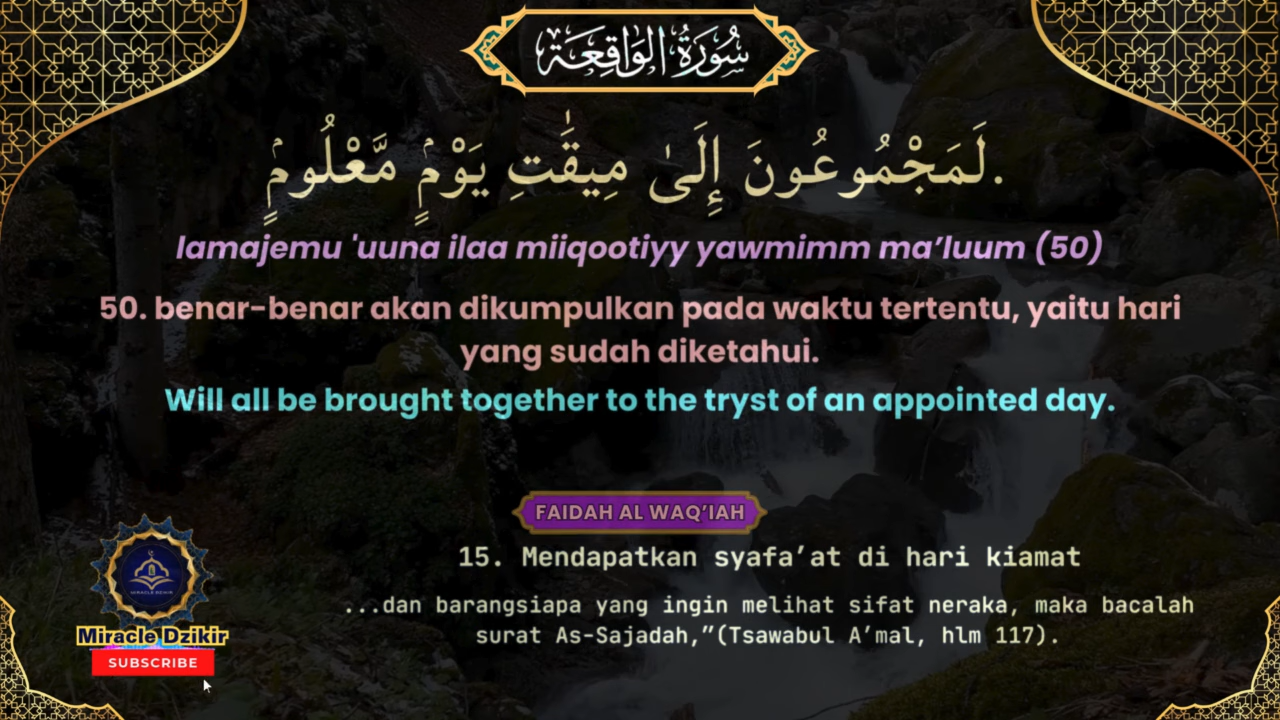 سُورَةُ الوَاقِعَة
لَمَجْمُوعُونَ إِلَىٰ مِيقَٰتِ يَوْمٍۢ مَّعْلُومٍۢ.
lamajemu 'uuna ilaa miiqootiyy yawmimm ma’luum (50)
50. benar-benar akan dikumpulkan pada waktu tertentu, yaitu hari
yang sudah diketahui.
Will all be brought together to the tryst of an appointed day.
FAIDAH AL WAQ’IAH
15. Mendapatkan syafa’at di hari kiamat
...dan barangsiapa yang ingin melihat sifat neraka, maka bacalah
surat As-Sajadah,”(Tsawabul A’mal, hlm 117).
MIRACLE DZIKIR
Miracle Dzikir
SUBSCRIBE